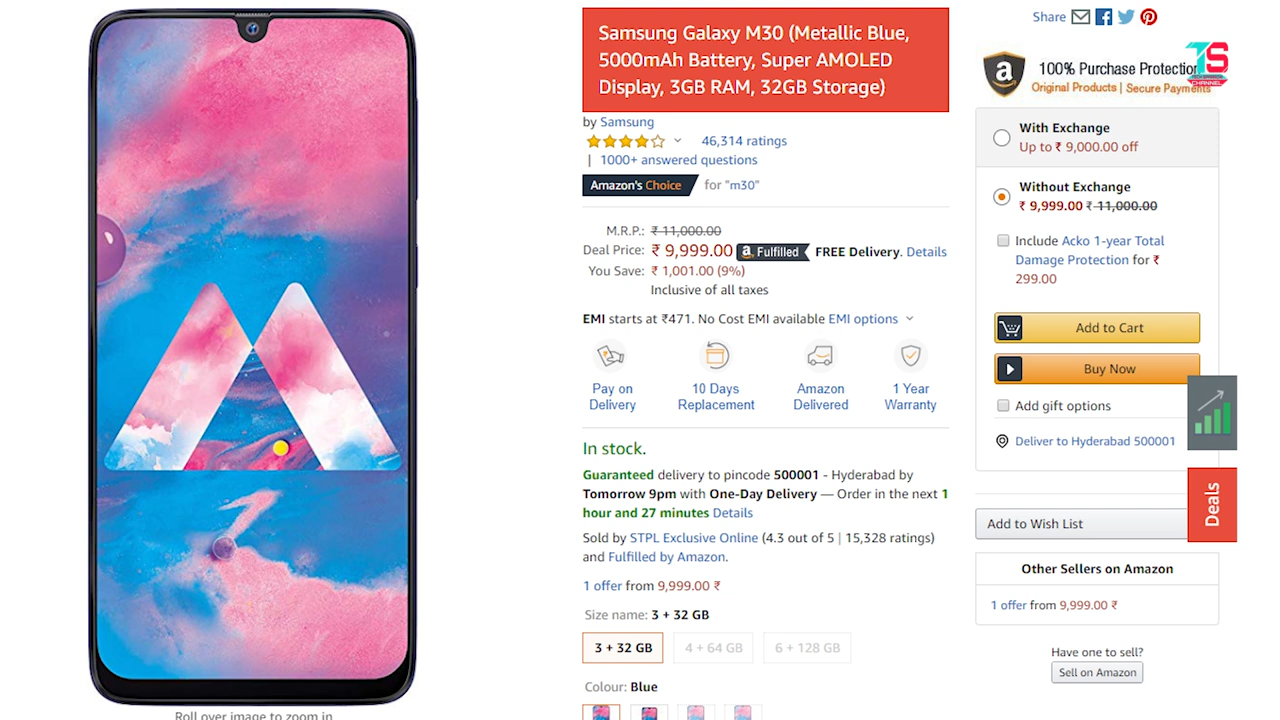 Samsung Galaxy M30 (Metallic Blue,
5000mAh Battery, Super AMOLED
Display, 3GB RAM, 32GB Storage)
by Samsung
46,314 ratings
| 1000+ answered questions
Amazon's Choice for "m30"
M.R.P.: ₹ 11,000.00
Deal Price: ₹ 9,999.00 a Fulfilled FREE Delivery. Details
You Save: ₹ 1,001.00 (9%)
Inclusive of all taxes
EMI starts at ₹471. No Cost EMI available EMI options
Pay on Delivery
10 Days Replacement
Amazon Delivered
1 Year Warranty
In stock.
Guaranteed delivery to pincode 500001 - Hyderabad by
Tomorrow 9pm with One-Day Delivery — Order in the next 1
hour and 27 minutes Details
Sold by STPL Exclusive Online (4.3 out of 5 | 15,328 ratings)
and Fulfilled by Amazon.
1 offer from 9,999.00 ₹
Size name: 3 + 32 GB
3 + 32 GB
4 + 64 GB
6 + 128 GB
Colour: Blue
Roll over image to zoom in
Share
a
100% Purchase Protection
Original Products | Secure Payments
TS
CHANNEL
With Exchange
Up to ₹ 9,000.00 off
Without Exchange
₹ 9,999.00 ₹ 11,000.00
Include Acko 1-year Total
Damage Protection for ₹
299.00
Add to Cart
Buy Now
Add gift options
Deliver to Hyderabad 500001
Deals
Add to Wish List
Other Sellers on Amazon
1 offer from 9,999.00 ₹
Have one to sell?
Sell on Amazon